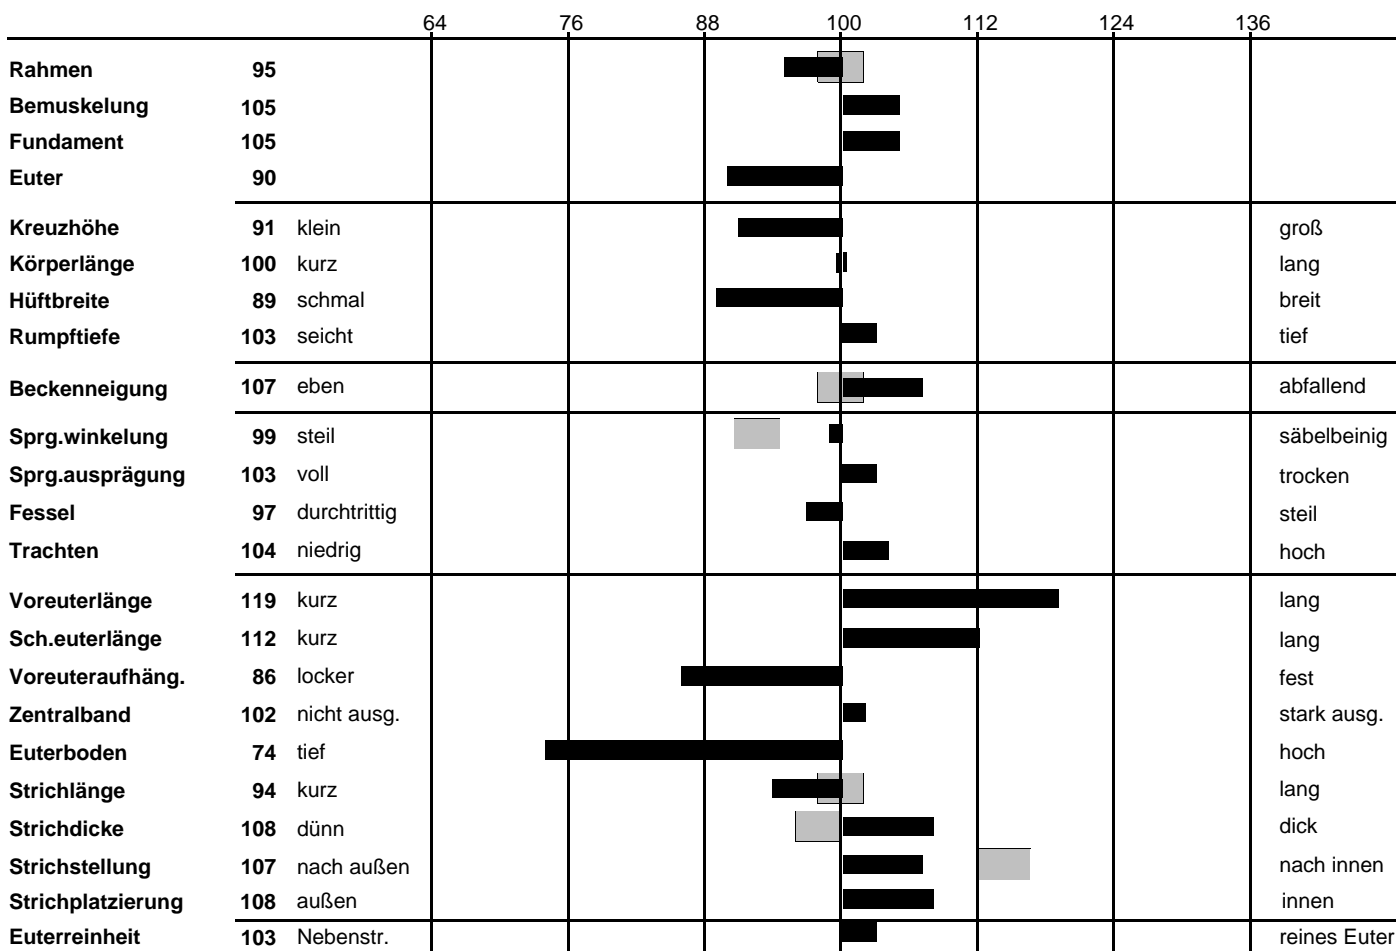 64 76 88 100 112 124 136
Rahmen 95
Bemuskelung 105
Fundament 105
Euter 90
Kreuzhöhe 91 klein groß
Körperlänge 100 kurz lang
Hüftbreite 89 schmal breit
Rumpftiefe 103 seicht tief
Beckenneigung 107 eben abfallend
Sprg.winkelung 99 steil säbelbeinig
Sprg.ausprägung 103 voll trocken
Fessel 97 durchtrittig steil
Trachten 104 niedrig hoch
Voreuterlänge 119 kurz lang
Sch.euterlänge 112 kurz lang
Voreuteraufhäng. 86 locker fest
Zentralband 102 nicht ausg. stark ausg.
Euterboden 74 tief hoch
Strichlänge 94 kurz lang
Strichdicke 108 dünn dick
Strichstellung 107 nach außen nach innen
Strichplatzierung 108 außen innen
Euterreinheit 103 Nebenstr. reines Euter